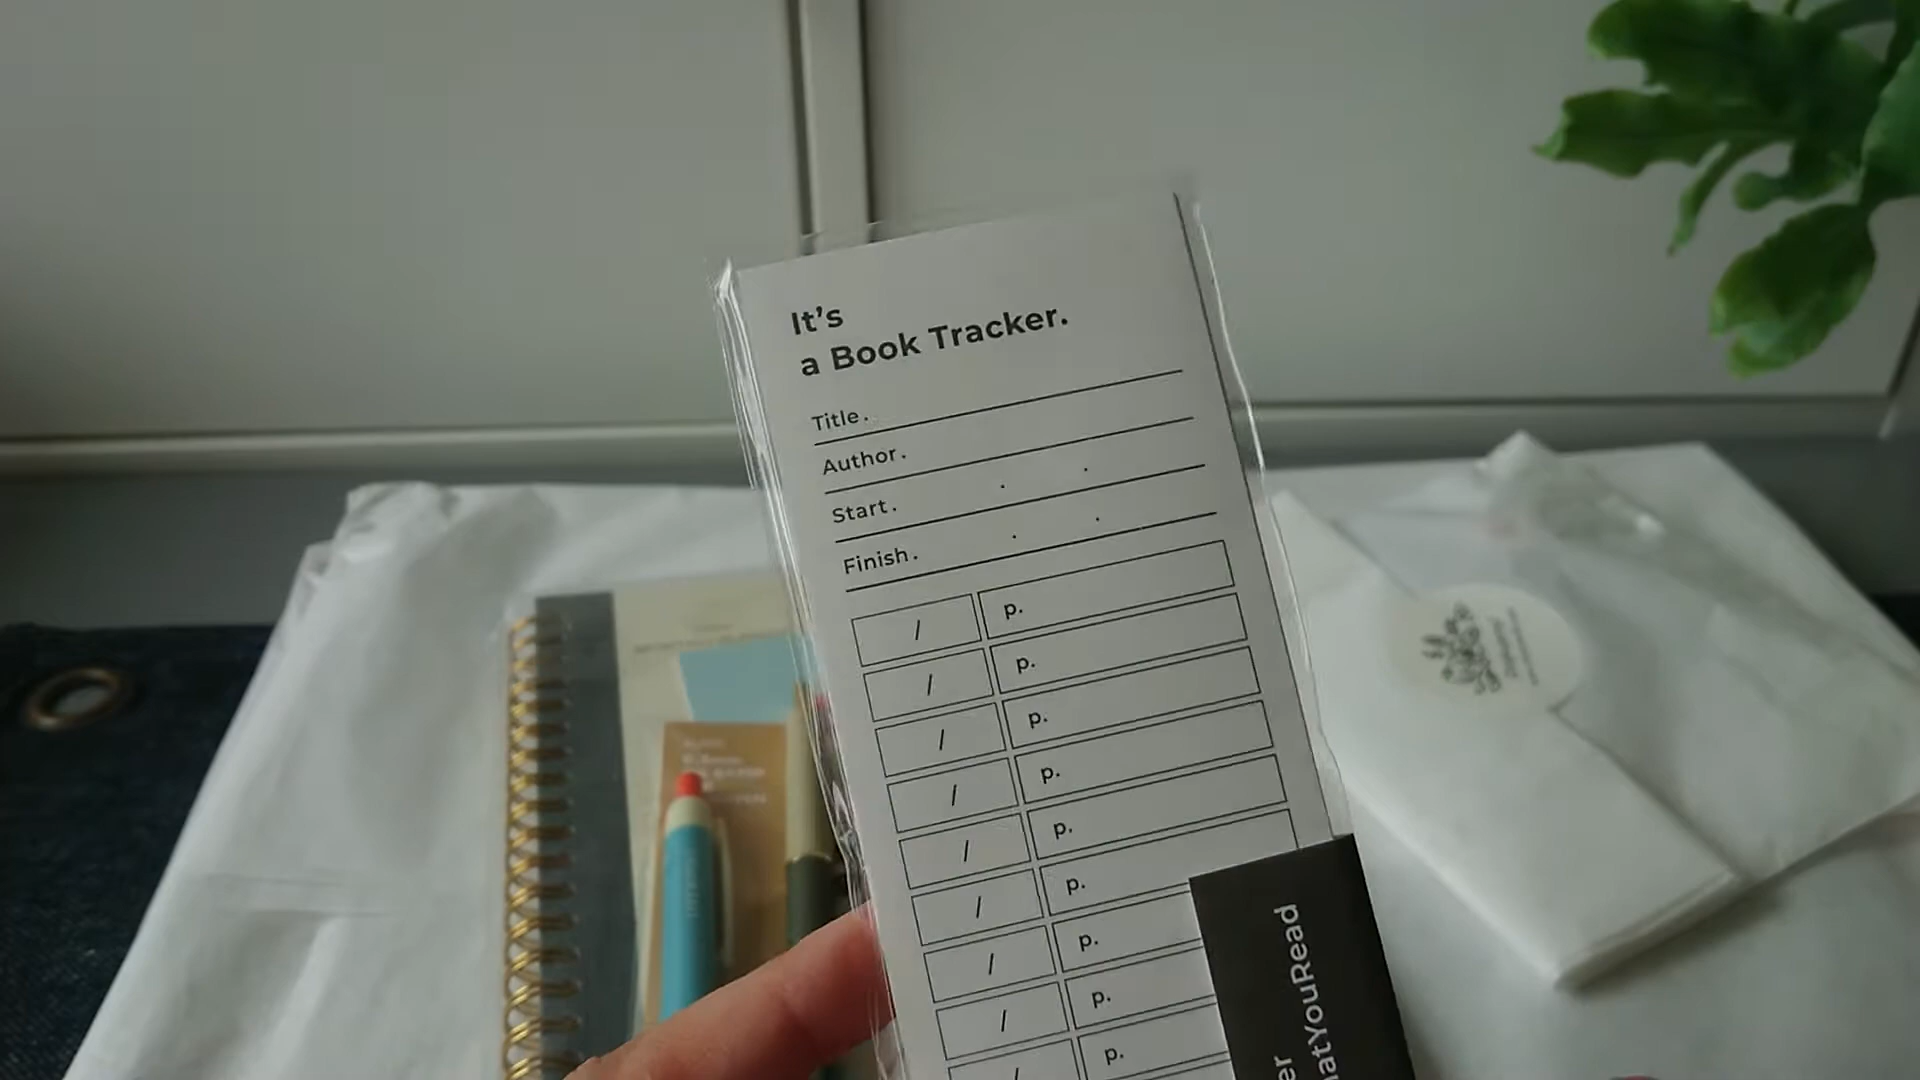 It's
a Book Tracker.
Title.
Author.
Start. . .
Finish. . .
/ p.
/ p.
/ p.
/ p.
/ p.
/ p.
/ p.
/ p.
/ p.
er
atYouRead